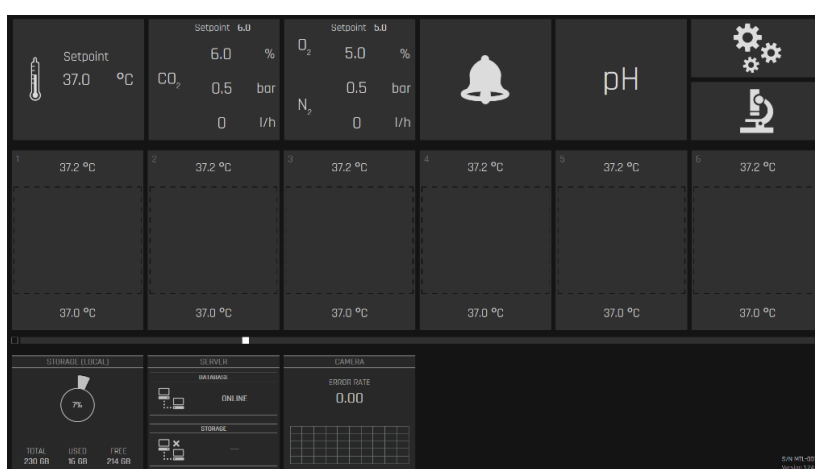 Setpoint
37.0 °C
Setpoint 6.0
6.0 %
CO2
0.5 bar
0 l/h
Setpoint 5.0
O2
5.0 %
0.5 bar
N2
0 l/h
pH
1
37.2 °C
37.0 °C
2
37.2 °C
37.0 °C
3
37.2 °C
37.0 °C
4
37.2 °C
37.0 °C
5
37.2 °C
37.0 °C
6
37.2 °C
37.0 °C
STORAGE (LOCAL)
7%
TOTAL USED FREE
230 GB 16 GB 214 GB
SERVER
DATABASE
ONLINE
STORAGE
---
CAMERA
ERROR RATE
0.00
S/N MTL-00
Version